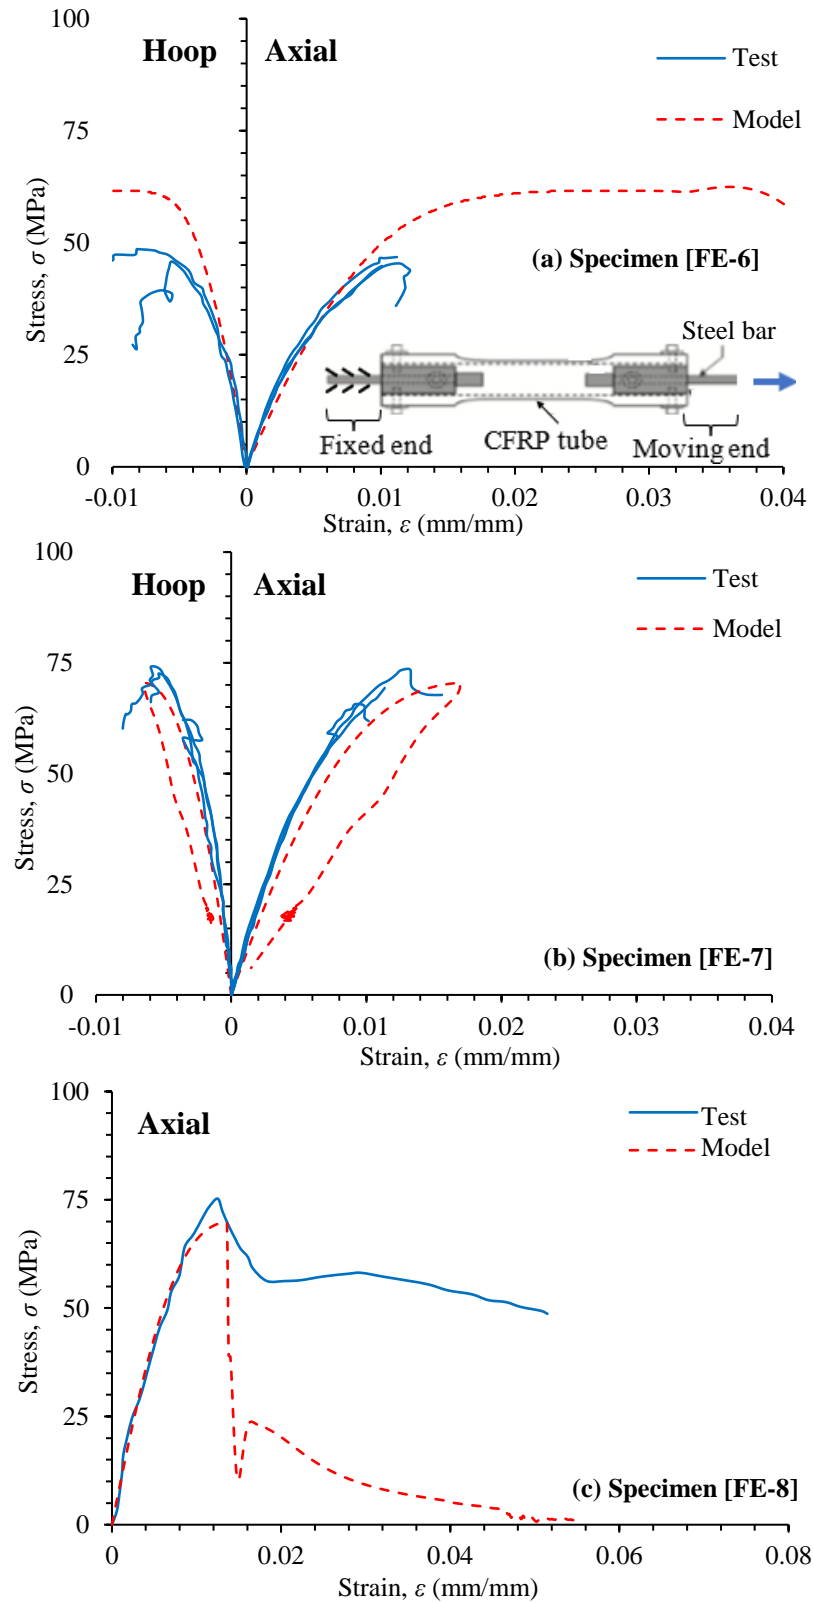 100
Hoop Axial
Test
75
Model
Stress, σ (MPa)
50
(a) Specimen [FE-6]
Steel bar
25
Fixed end
CFRP tube
Moving end
0
-0.01 0 0.01 0.02 0.03 0.04
Strain, ε (mm/mm)
100
Hoop Axial
Test
Model
75
Stress, σ (MPa)
50
25
(b) Specimen [FE-7]
0
-0.01 0 0.01 0.02 0.03 0.04
Strain, ε (mm/mm)
100
Axial
Test
Model
75
Stress, σ (MPa)
50
25
(c) Specimen [FE-8]
0
0 0.02 0.04 0.06 0.08
Strain, ε (mm/mm)